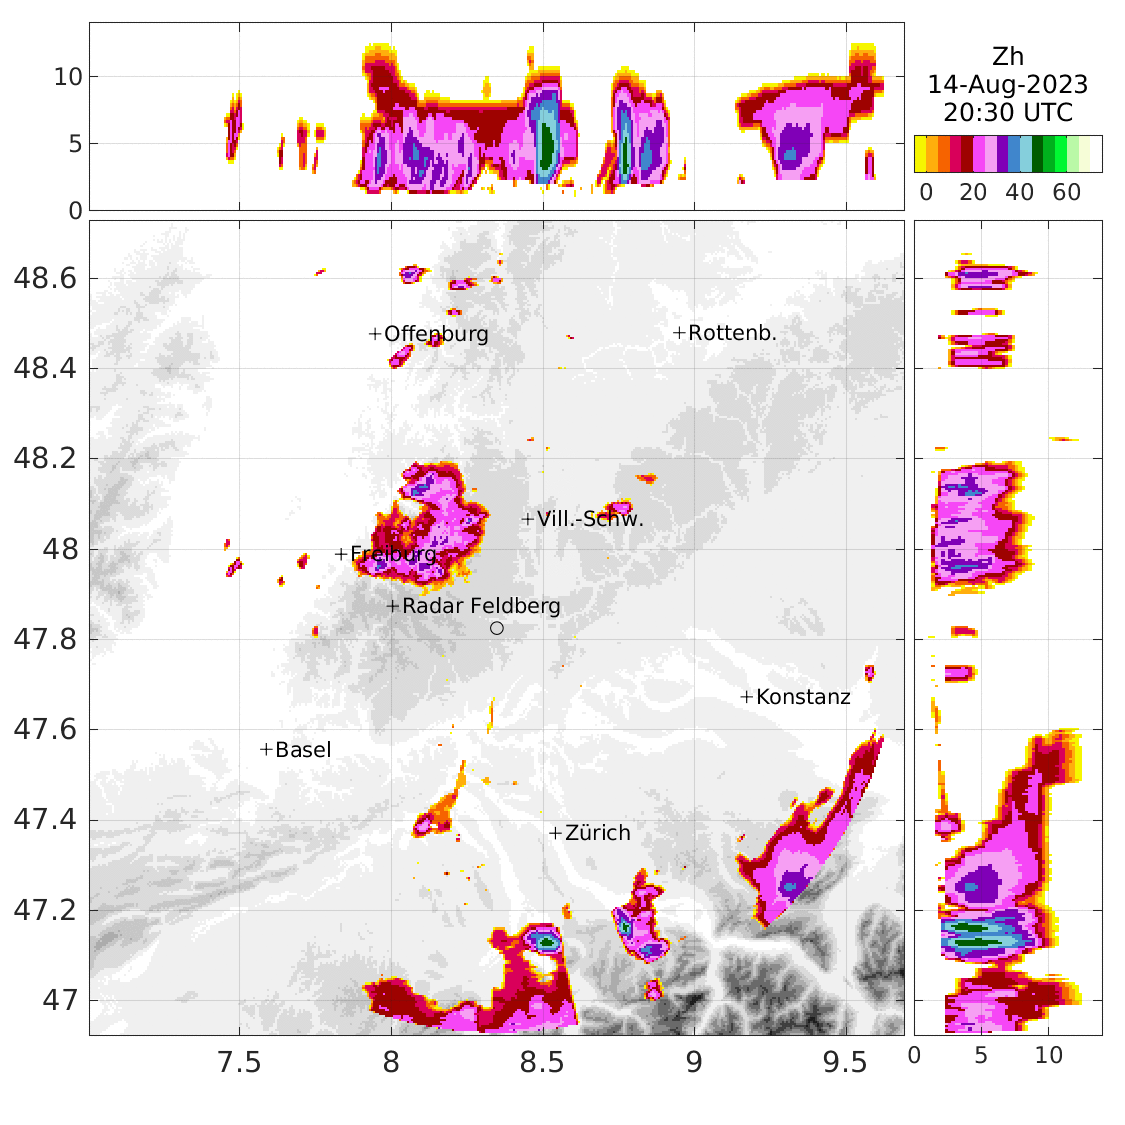 10
5
0
Zh
14-Aug-2023
20:30 UTC
0 20 40 60
48.6
48.4
48.2
48
47.8
47.6
47.4
47.2
47
+Offenburg
+Rottenb.
+Vill.-Schw.
+Freiburg
+Radar Feldberg
+Konstanz
+Basel
+Zürich
7.5 8 8.5 9 9.5
0 5 10